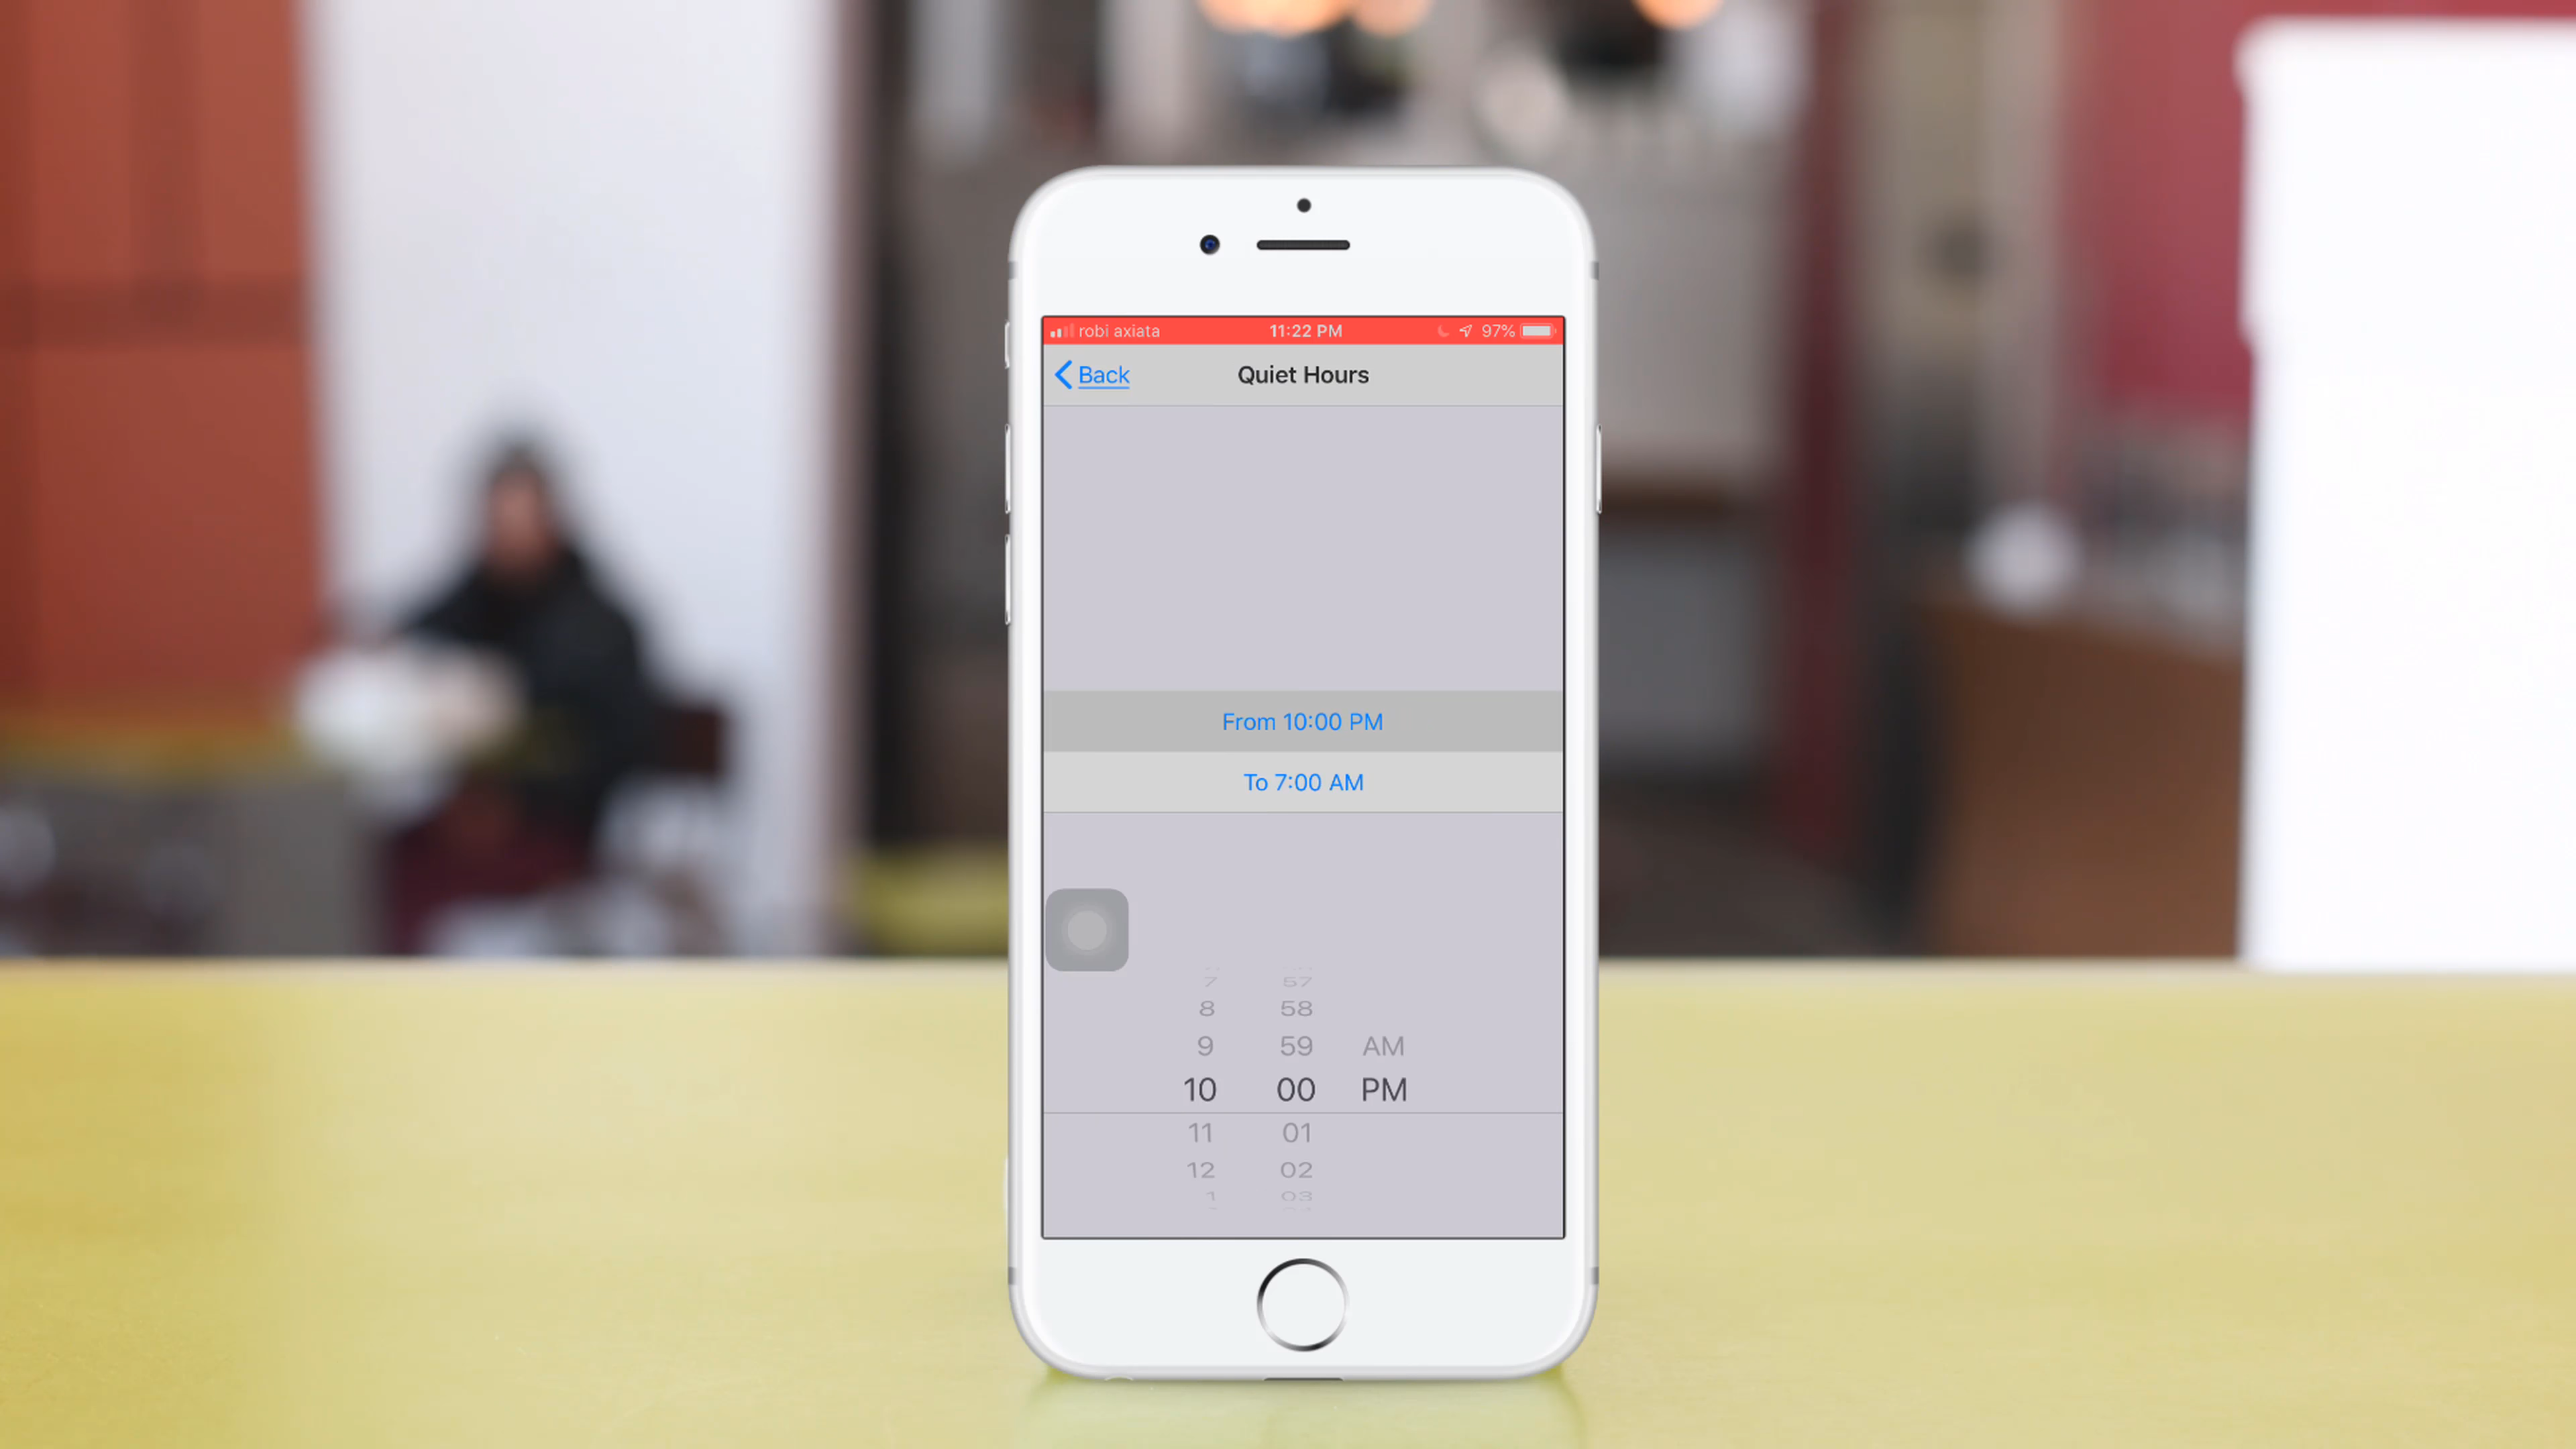 robi axiata 11:22 PM 97%
Back Quiet Hours
From 10:00 PM
To 7:00 AM
7 57
8 58
9 59 AM
10 00 PM
11 01
12 02
1 03